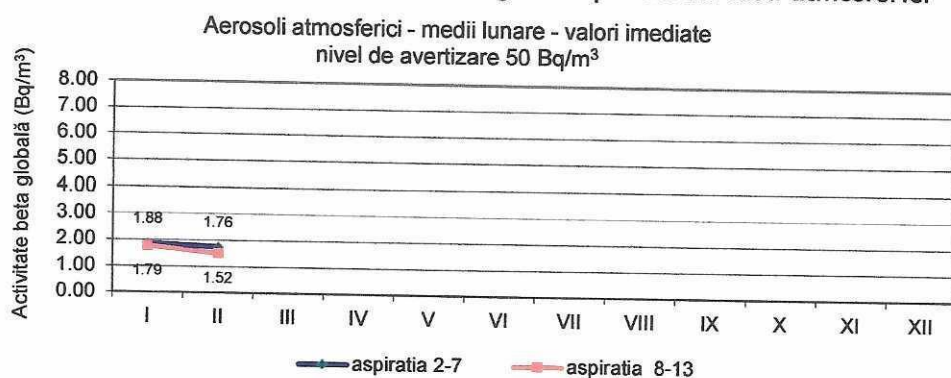 Aerosoli atmosferici - medii lunare - valori imediate
nivel de avertizare 50 Bq/m³
Activitate beta globală (Bq/m³)
8.00
7.00
6.00
5.00
4.00
3.00
2.00
1.00
0.00
1.88 1.76
1.79 1.52
I II III IV V VI VII VIII IX X XI XII
aspiratia 2-7 aspiratia 8-13